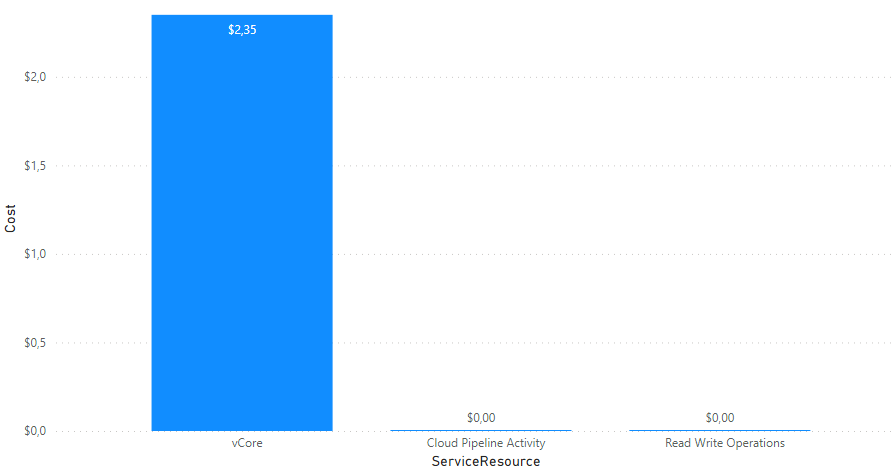 $2,35
$2,0
$1,5
$1,0
$0,5
$0,0
Cost
$0,00
$0,00
vCore
Cloud Pipeline Activity
Read Write Operations
ServiceResource